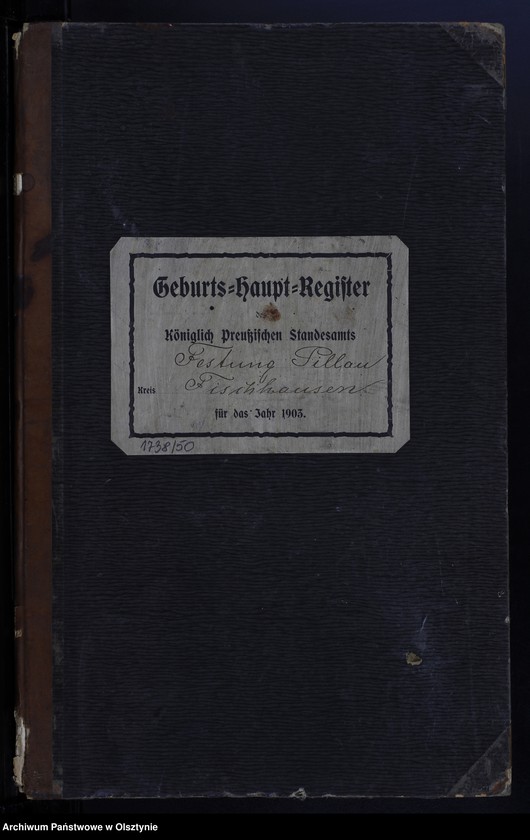 Geburts-Haupt-Register
des
Königlich Preußischen Standesamts
Festung Pillau
Kreis Fischhausen
für das Jahr 1903.
1738/50
Archiwum Państwowe w Olsztynie